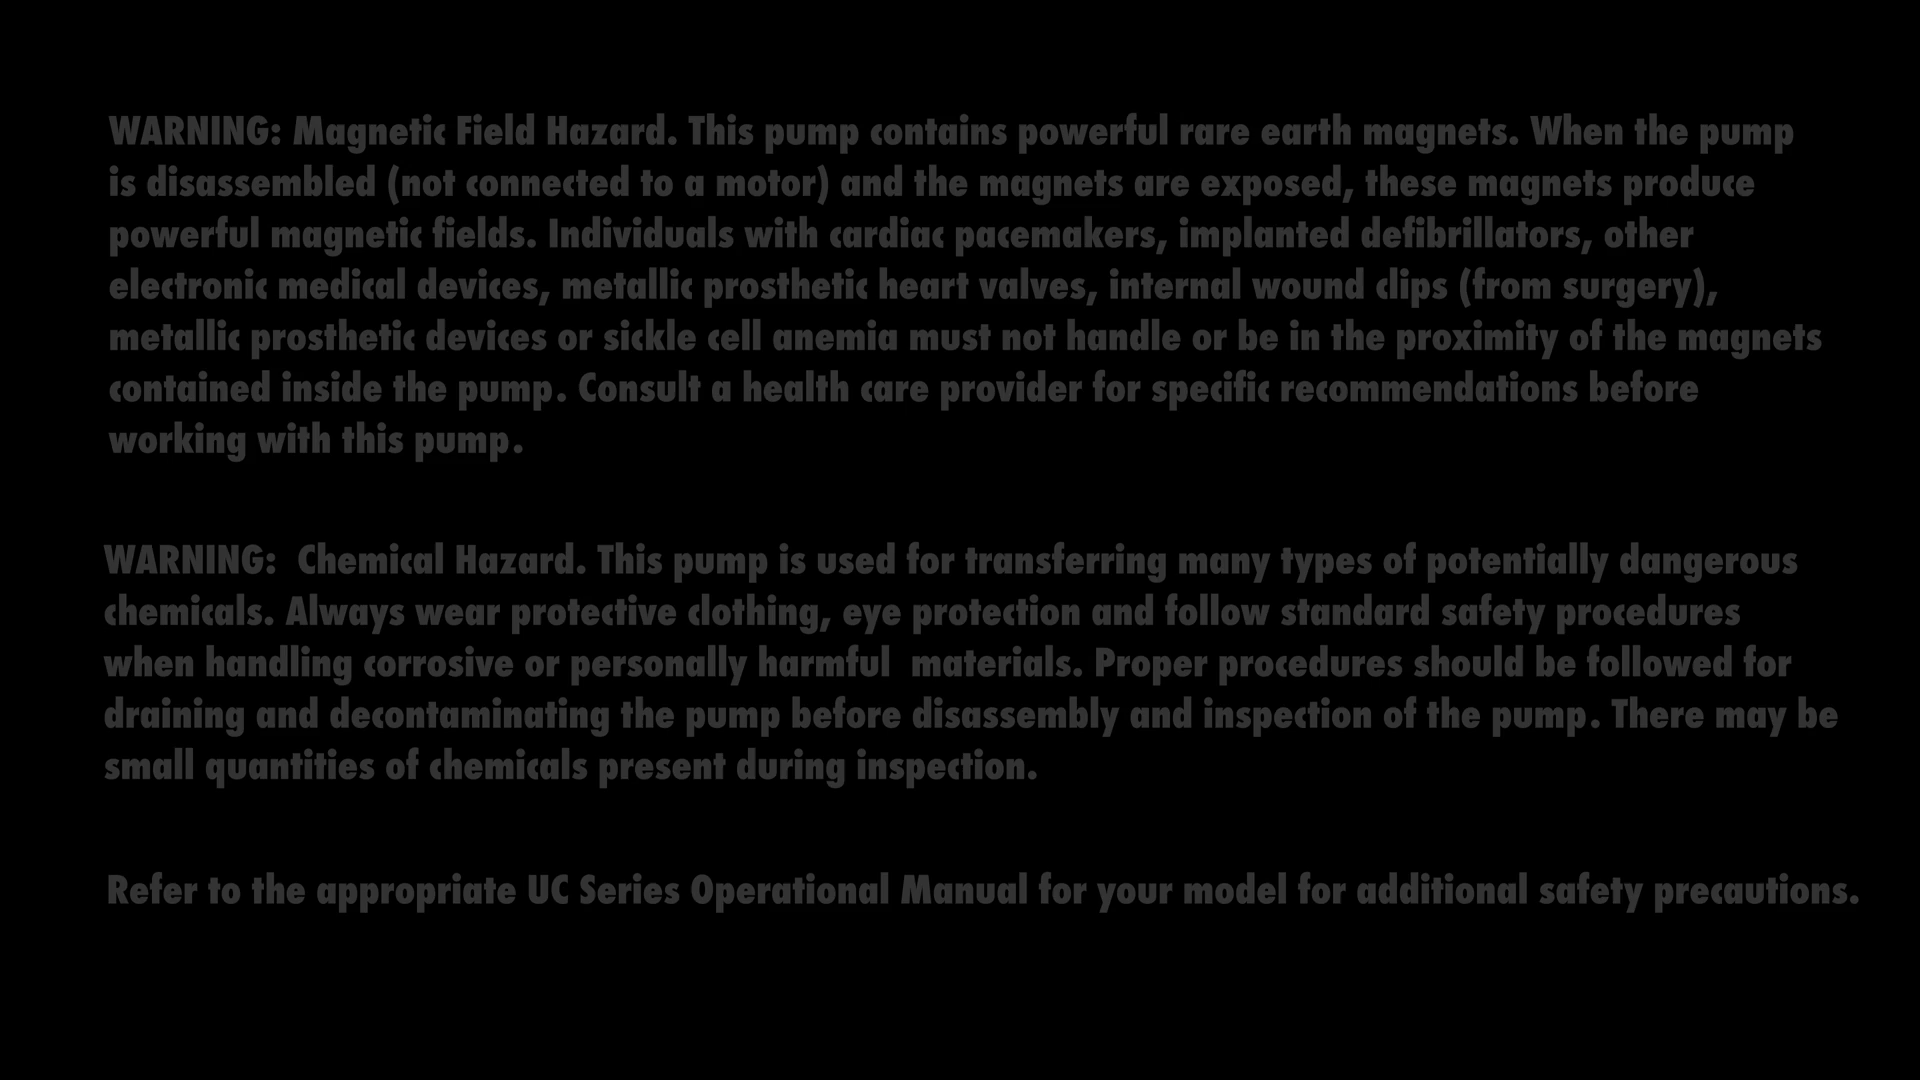 WARNING: Magnetic Field Hazard. This pump contains powerful rare earth magnets. When the pump
is disassembled (not connected to a motor) and the magnets are exposed, these magnets produce
powerful magnetic fields. Individuals with cardiac pacemakers, implanted defibrillators, other
electronic medical devices, metallic prosthetic heart valves, internal wound clips (from surgery),
metallic prosthetic devices or sickle cell anemia must not handle or be in the proximity of the magnets
contained inside the pump. Consult a health care provider for specific recommendations before
working with this pump.
WARNING:  Chemical Hazard. This pump is used for transferring many types of potentially dangerous
chemicals. Always wear protective clothing, eye protection and follow standard safety procedures
when handling corrosive or personally harmful  materials. Proper procedures should be followed for
draining and decontaminating the pump before disassembly and inspection of the pump. There may be
small quantities of chemicals present during inspection.
Refer to the appropriate UC Series Operational Manual for your model for additional safety precautions.